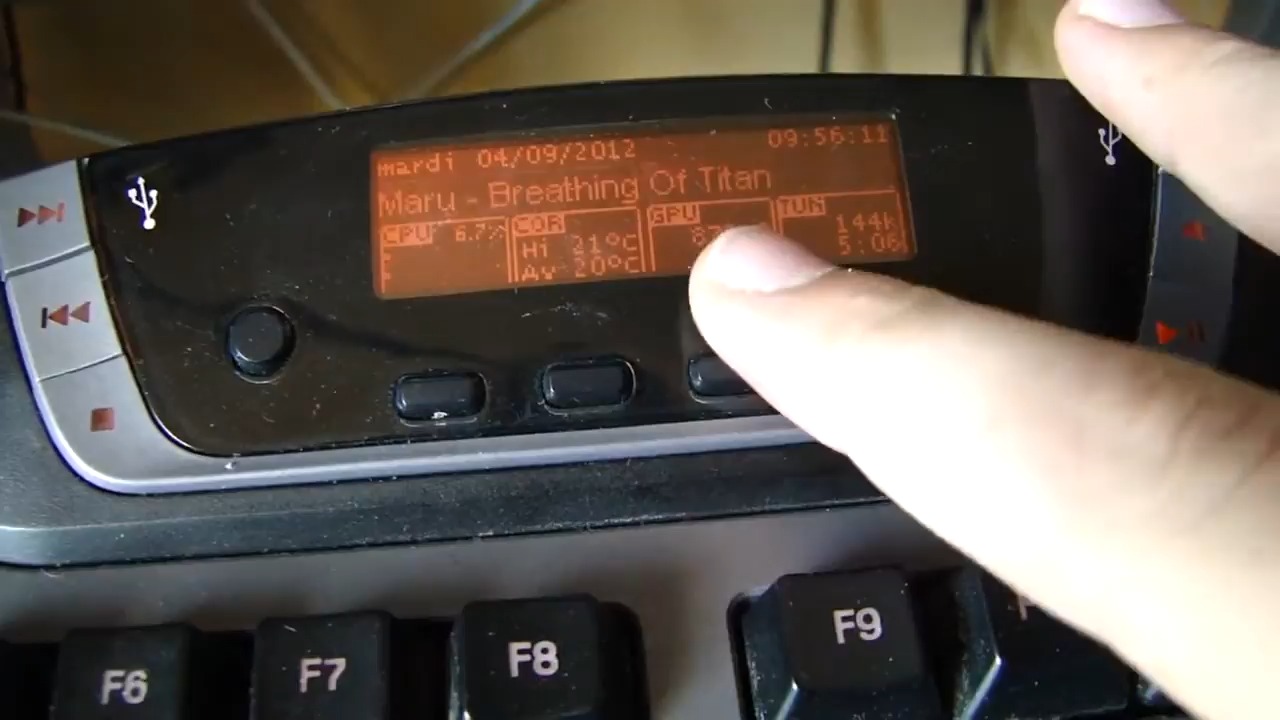 mardi 04/09/2012 09:56:11
Maru - Breathing Of Titan
CPU 6.7% COR GPU TUN
Hi 21°C 144k
Av 20°C 5:06
F6 F7 F8 F9